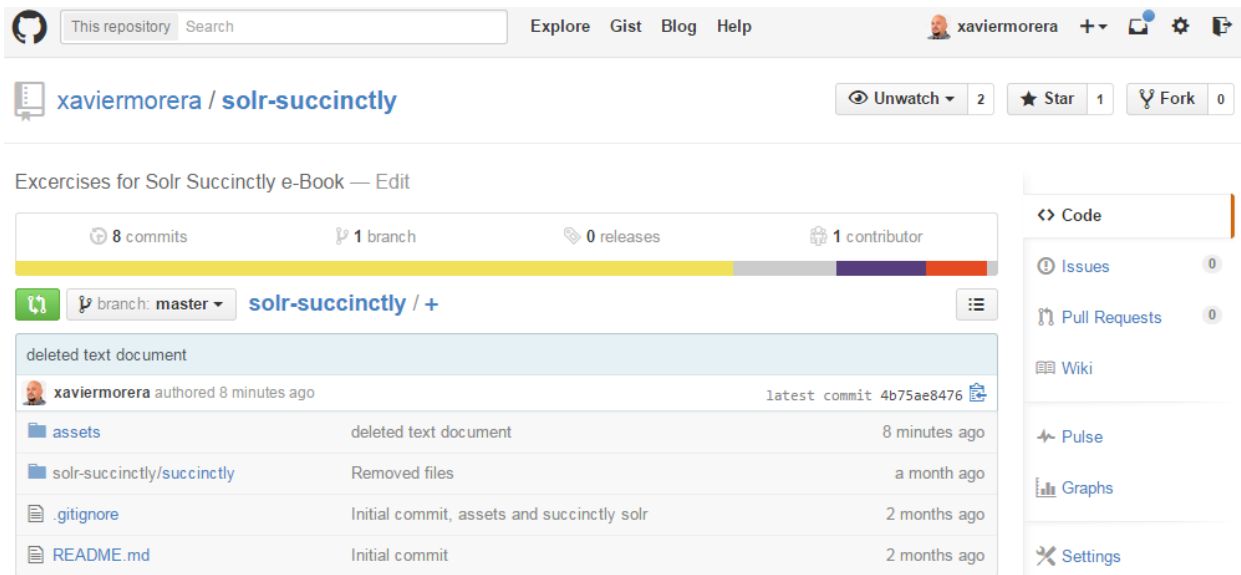 This repository Search Explore Gist Blog Help xaviermorera
xaviermorera / solr-succinctly Unwatch 2 Star 1 Fork 0
Excercises for Solr Succinctly e-Book — Edit
8 commits 1 branch 0 releases 1 contributor
branch: master solr-succinctly / +
deleted text document
xaviermorera authored 8 minutes ago latest commit 4b75ae8476
assets deleted text document 8 minutes ago
solr-succinctly/succinctly Removed files a month ago
.gitignore Initial commit, assets and succinctly solr 2 months ago
README.md Initial commit 2 months ago
Code
Issues 0
Pull Requests 0
Wiki
Pulse
Graphs
Settings